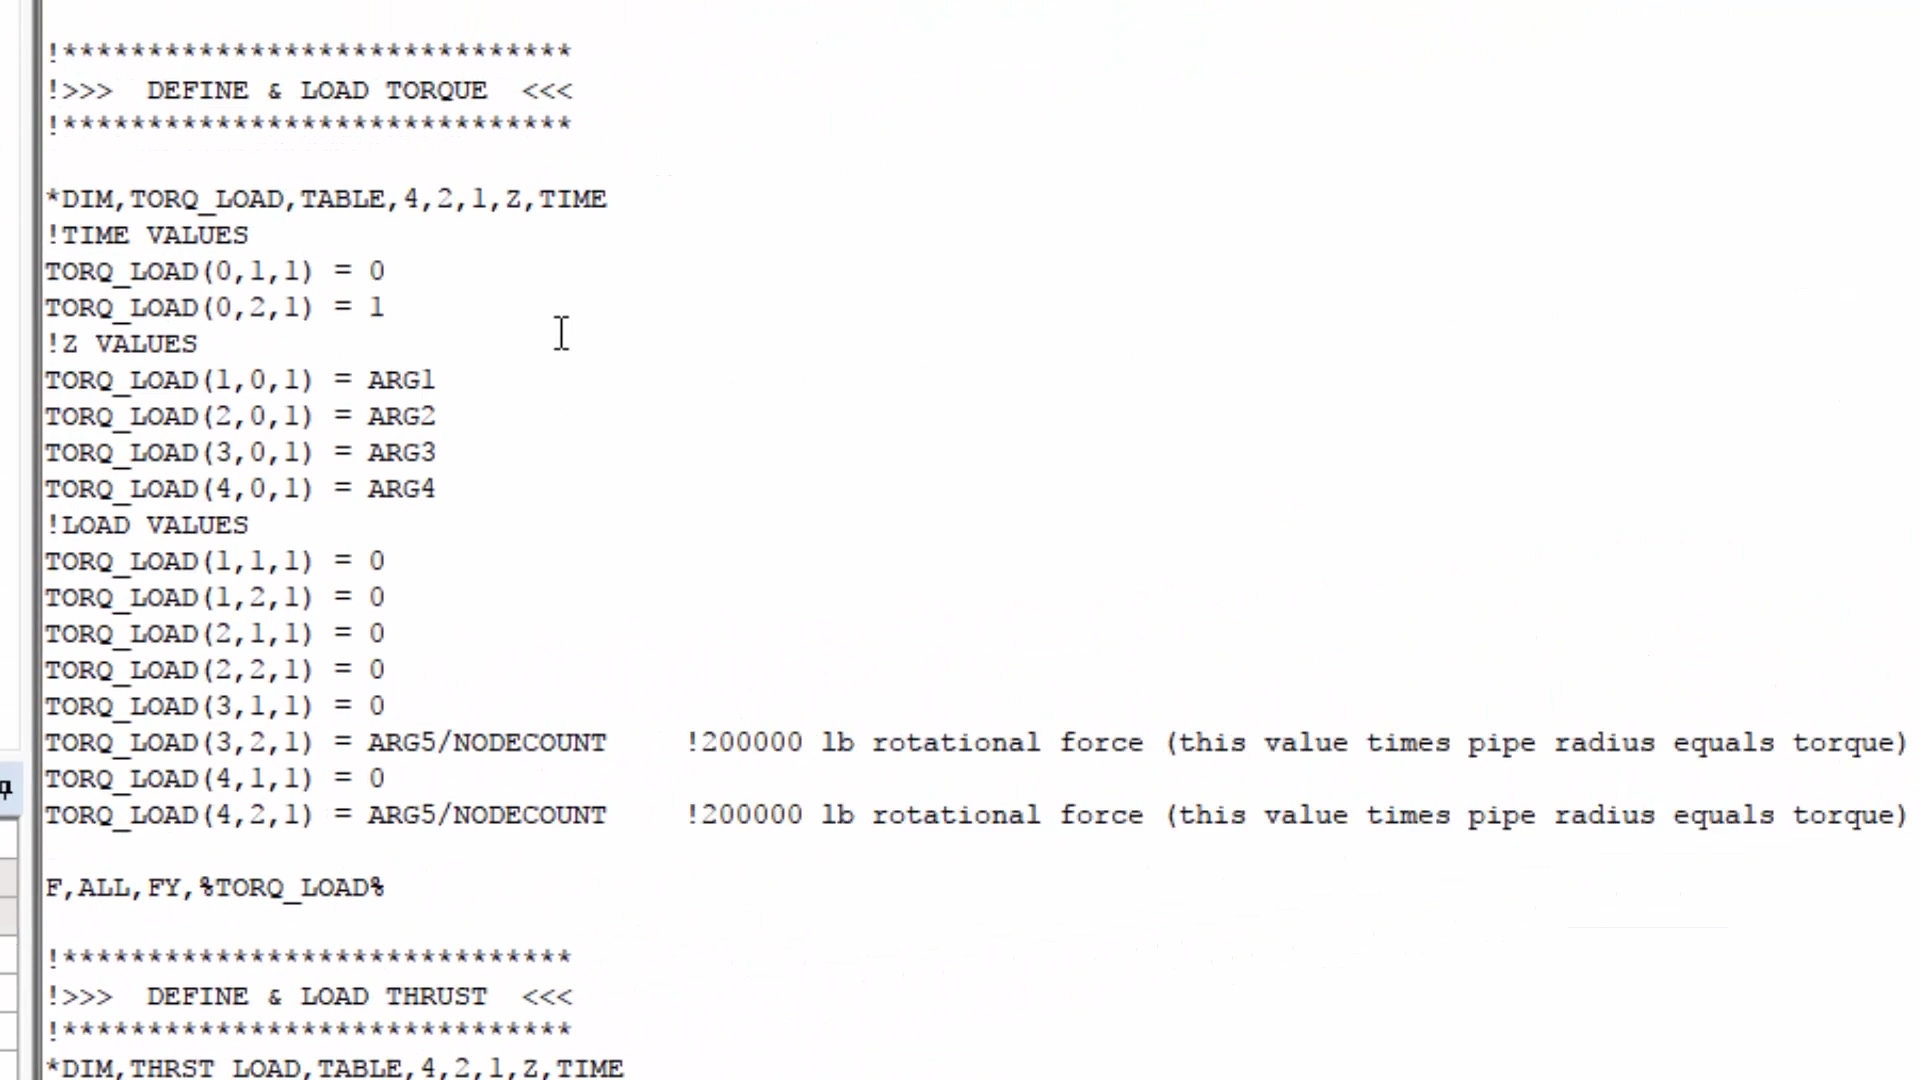 !******************************
!>>>  DEFINE & LOAD TORQUE  <<<
!******************************
*DIM,TORQ_LOAD,TABLE,4,2,1,Z,TIME
!TIME VALUES
TORQ_LOAD(0,1,1) = 0
TORQ_LOAD(0,2,1) = 1
!Z VALUES
TORQ_LOAD(1,0,1) = ARG1
TORQ_LOAD(2,0,1) = ARG2
TORQ_LOAD(3,0,1) = ARG3
TORQ_LOAD(4,0,1) = ARG4
!LOAD VALUES
TORQ_LOAD(1,1,1) = 0
TORQ_LOAD(1,2,1) = 0
TORQ_LOAD(2,1,1) = 0
TORQ_LOAD(2,2,1) = 0
TORQ_LOAD(3,1,1) = 0
TORQ_LOAD(3,2,1) = ARG5/NODECOUNT     !200000 lb rotational force (this value times pipe radius equals torque)
TORQ_LOAD(4,1,1) = 0
TORQ_LOAD(4,2,1) = ARG5/NODECOUNT     !200000 lb rotational force (this value times pipe radius equals torque)
F,ALL,FY,%TORQ_LOAD%
!******************************
!>>>  DEFINE & LOAD THRUST  <<<
!******************************
*DIM,THRST_LOAD,TABLE,4,2,1,Z,TIME